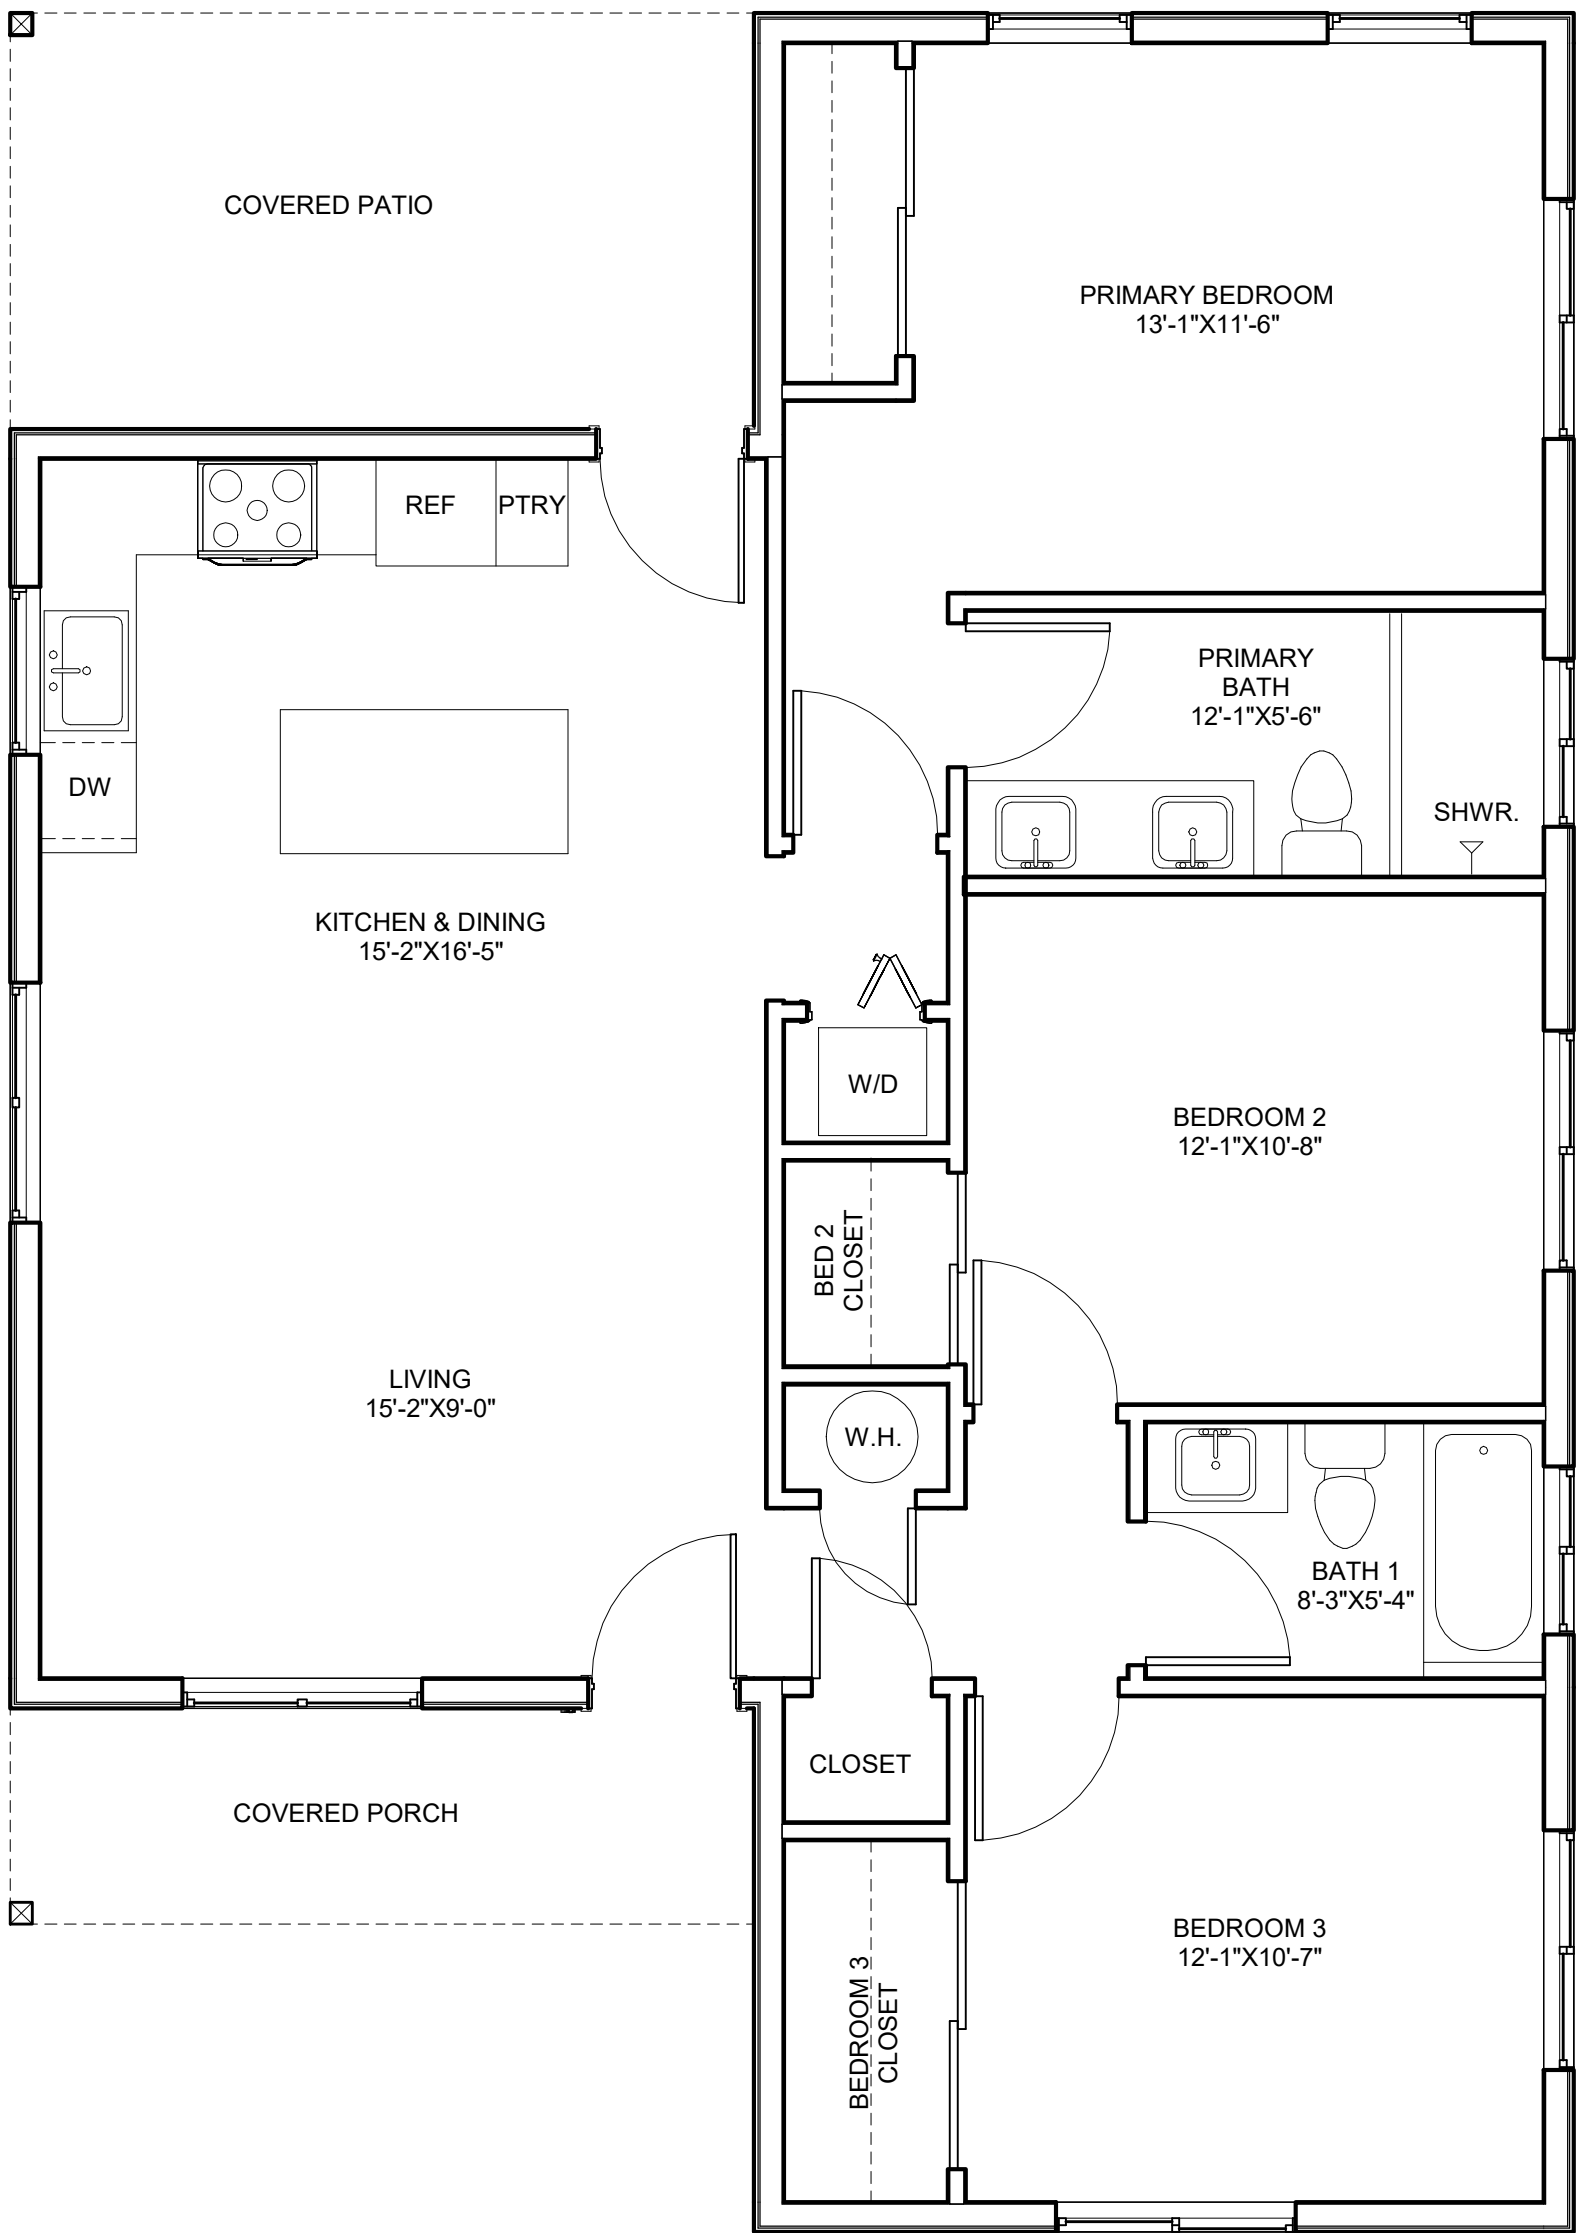 COVERED PATIO
PRIMARY BEDROOM
13'-1"X11'-6"
REF
PTRY
PRIMARY
BATH
12'-1"X5'-6"
DW
SHWR.
KITCHEN & DINING
15'-2"X16'-5"
W/D
BEDROOM 2
12'-1"X10'-8"
BED 2
CLOSET
LIVING
15'-2"X9'-0"
W.H.
BATH 1
8'-3"X5'-4"
CLOSET
COVERED PORCH
BEDROOM 3
12'-1"X10'-7"
BEDROOM 3
CLOSET